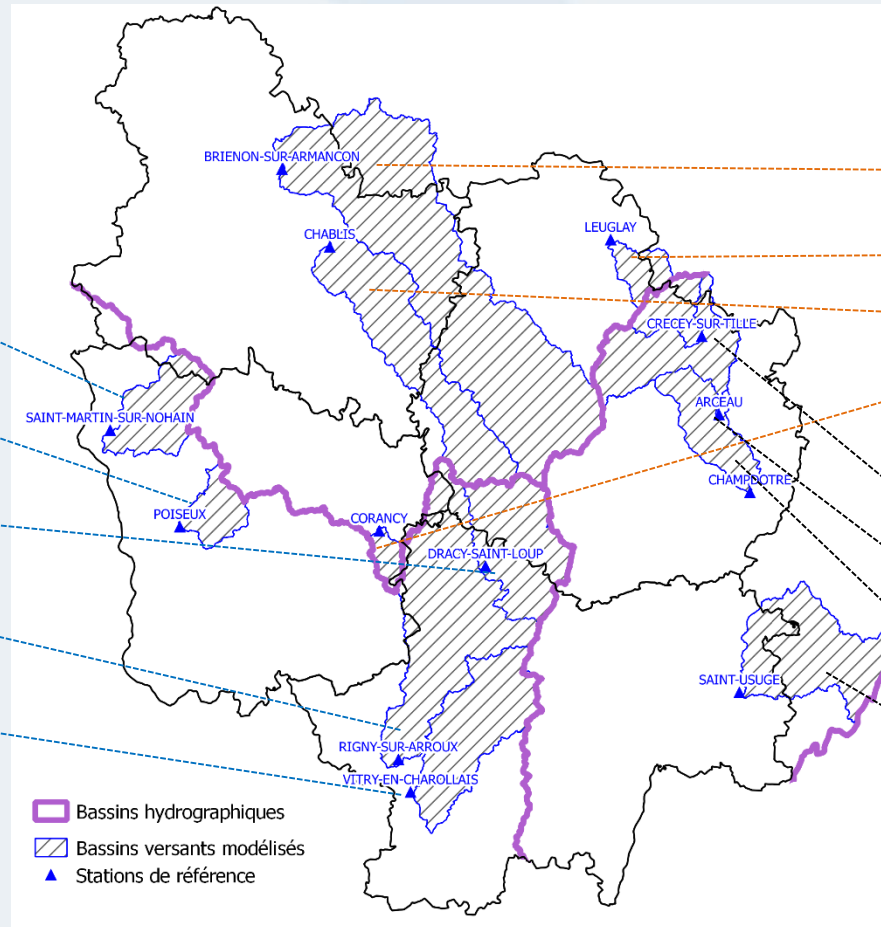 BRIENON-SUR-ARMANCON
CHABLIS
LEUGLAY
CRECEY-SUR-TILLE
SAINT-MARTIN-SUR-NOHAIN
ARCEAU
CHAMPDOTRE
POISEUX
CORANCY
DRACY-SAINT-LOUP
SAINT-USUGE
RIGNY-SUR-ARROUX
VITRY-EN-CHAROLLAIS
Bassins hydrographiques
Bassins versants modélisés
Stations de référence